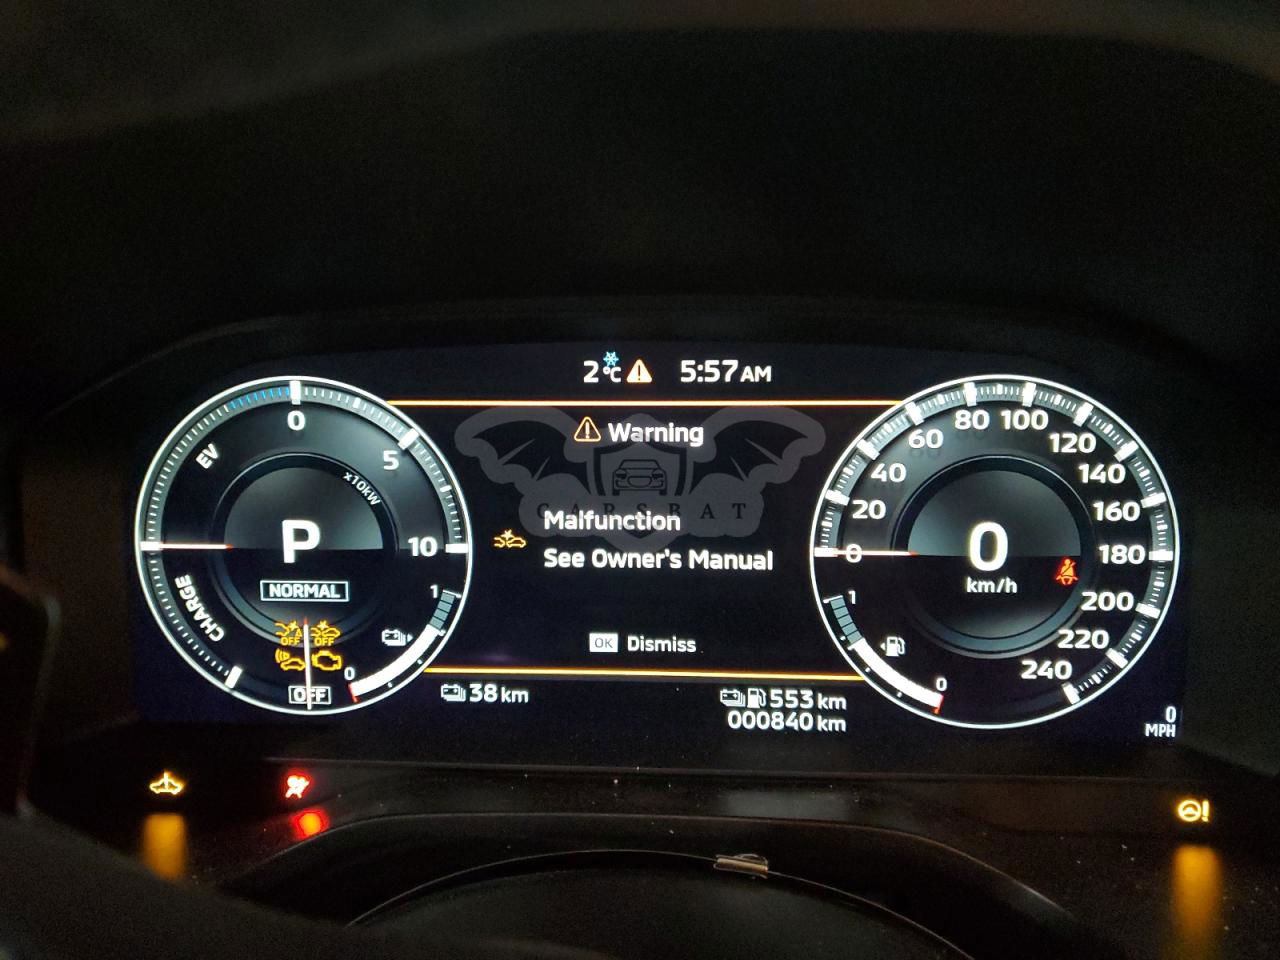 2°C 5:57AM
Warning
CARSBAT
Malfunction
See Owner's Manual
OK Dismiss
EV 0 5 10
x10kW
CHARGE
P
NORMAL
OFF OFF
OFF
1
0
38 km
553 km
000840 km
0 20 40 60 80 100 120 140 160 180 200 220 240
0
km/h
1
0
0
MPH